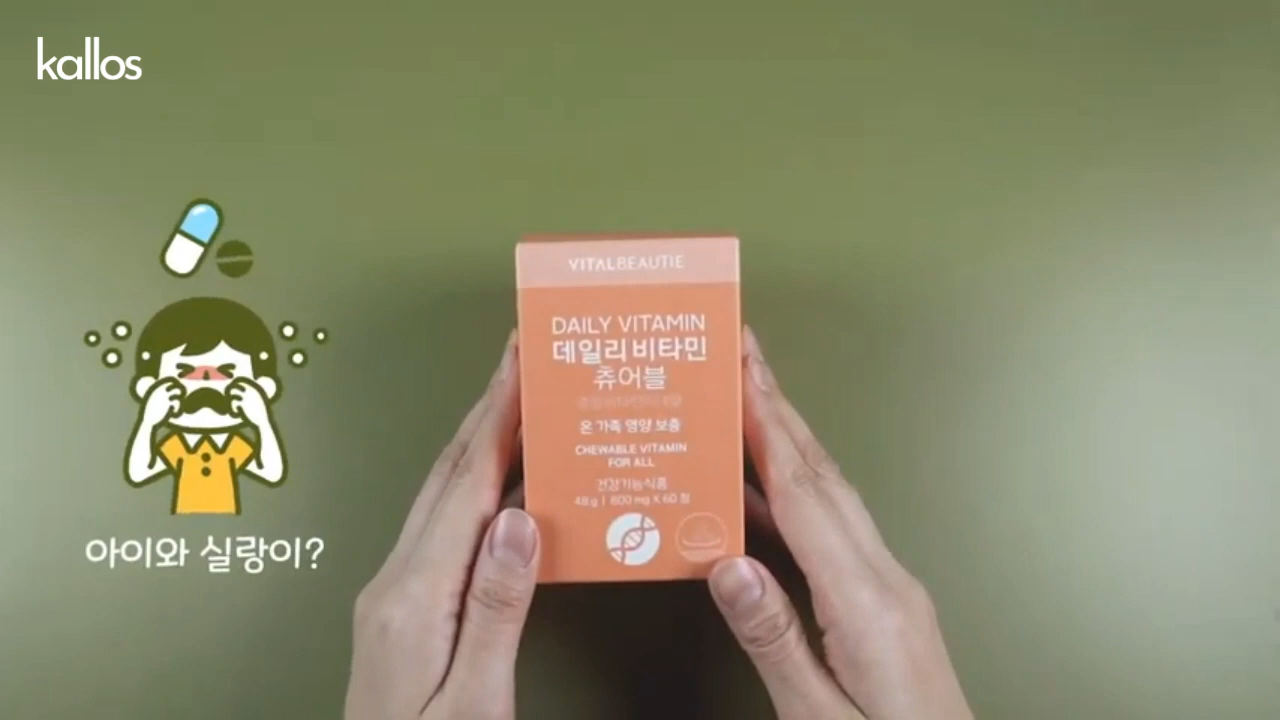 kallos
VITALBEAUTIE
DAILY VITAMIN
데일리비타민
츄어블
온 가족 영양 보충
CHEWABLE VITAMIN
FOR ALL
건강기능식품
48 g | 800 mg X 60 정
아이와 실랑이?